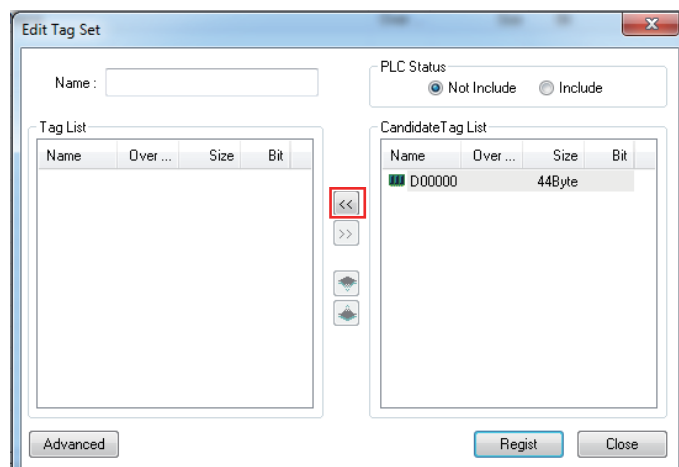 Edit Tag Set
Name :
PLC Status
Not Include
Include
Tag List
Name Over ... Size Bit
CandidateTag List
Name Over ... Size Bit
D00000 44Byte
<<
>>
Advanced
Regist
Close